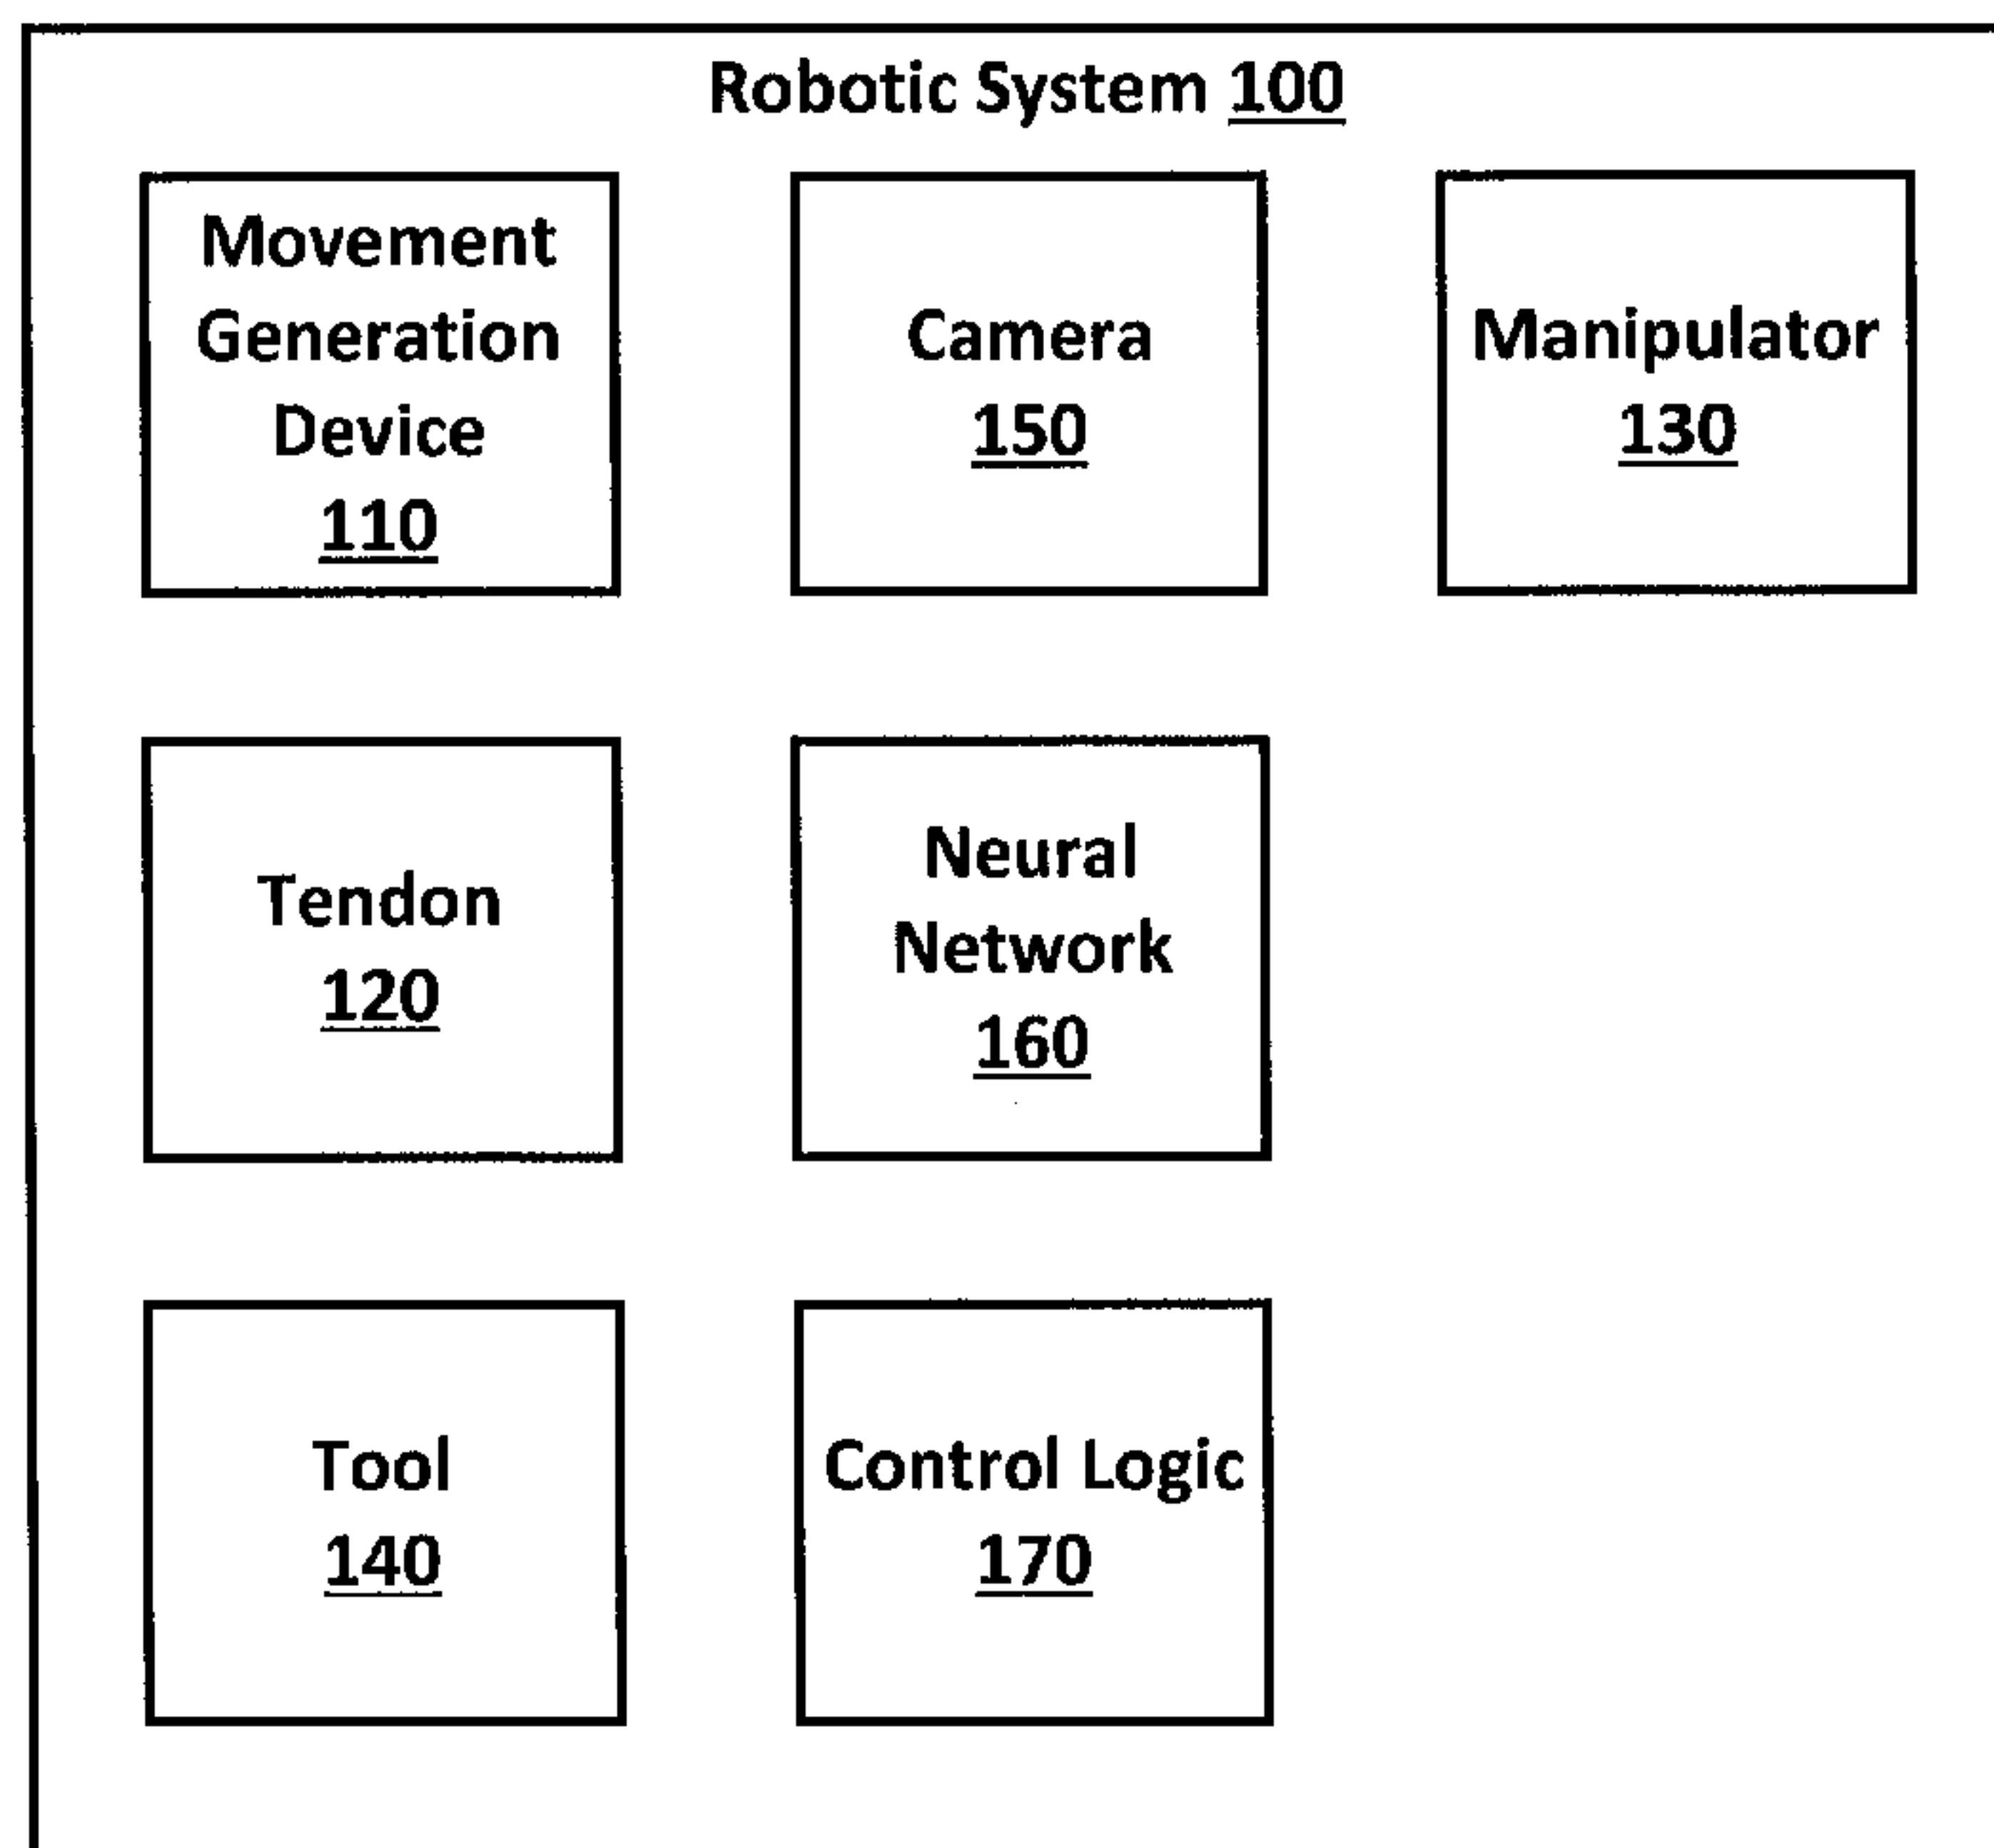 Robotic System 100
Movement
Generation
Device
110
Camera
150
Manipulator
130
Tendon
120
Neural
Network
160
Tool
140
Control Logic
170